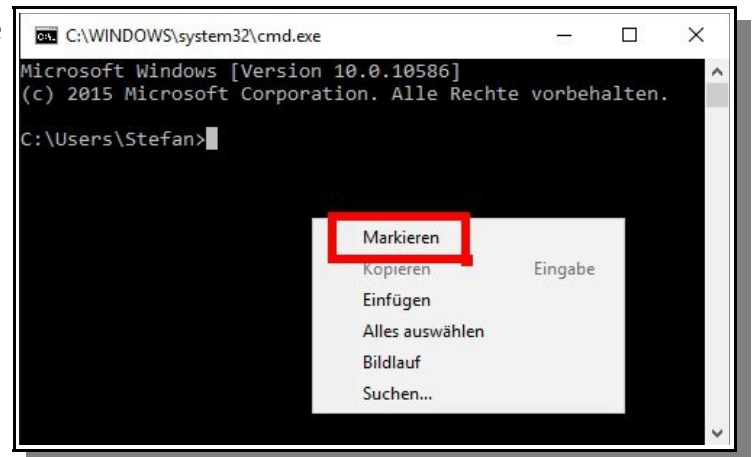 C:\WINDOWS\system32\cmd.exe
Microsoft Windows [Version 10.0.10586]
(c) 2015 Microsoft Corporation. Alle Rechte vorbehalten.
C:\Users\Stefan>
Markieren
Kopieren Eingabe
Einfügen
Alles auswählen
Bildlauf
Suchen...